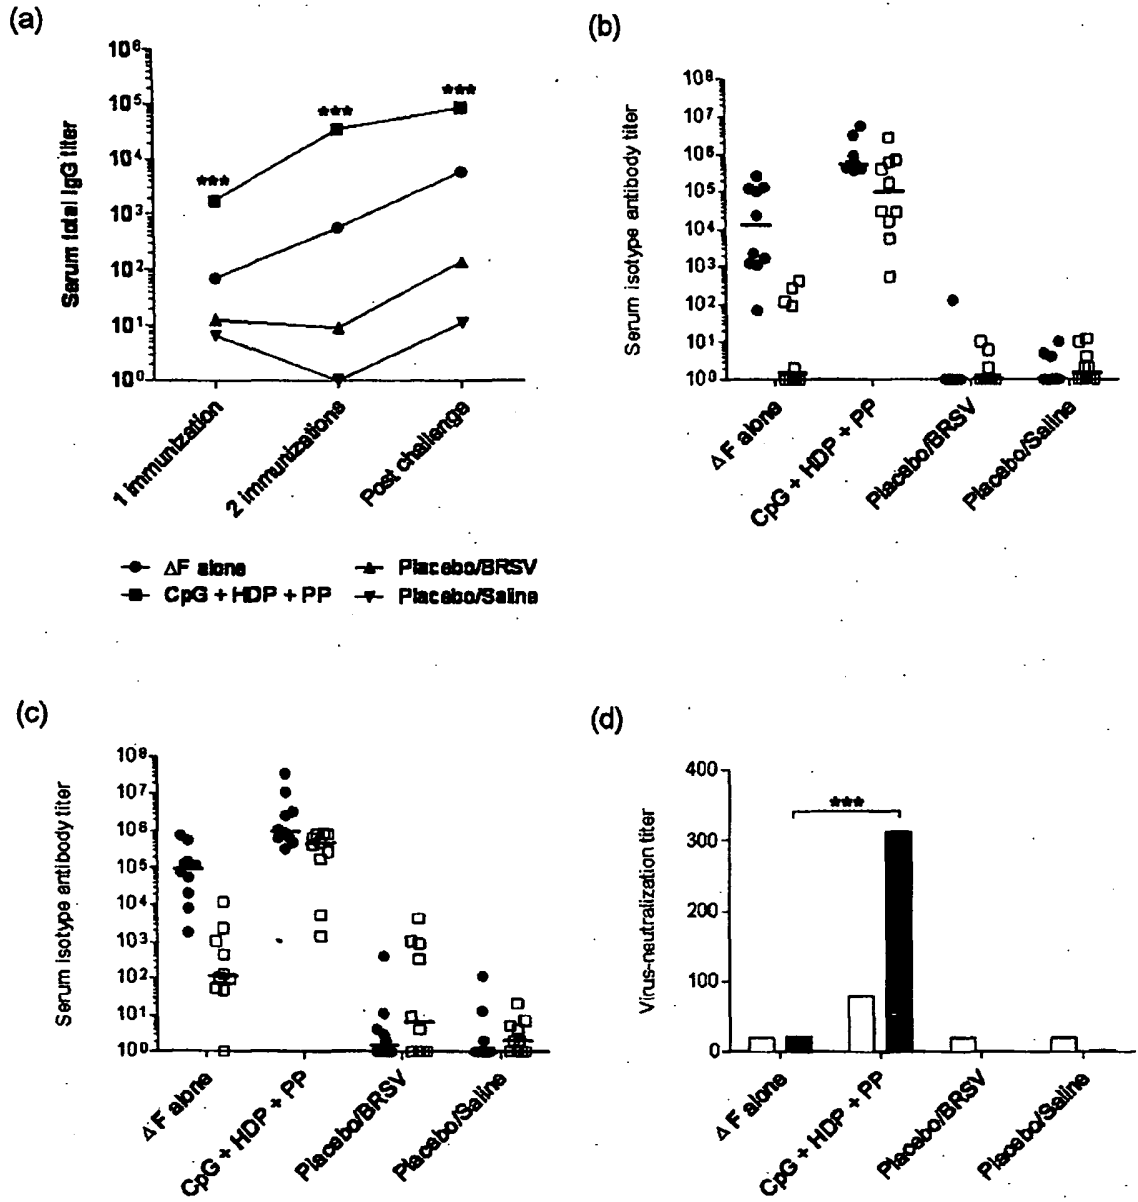 (a)
10⁶
10⁵
10⁴
10³
10²
10¹
10⁰
Serum total IgG titer
***
***
***
1 immunization
2 immunizations
Post challenge
ΔF alone
Placebo/BRSV
CpG + HDP + PP
Placebo/Saline
(b)
10⁸
10⁷
10⁶
10⁵
10⁴
10³
10²
10¹
10⁰
Serum isotype antibody titer
ΔF alone
CpG + HDP + PP
Placebo/BRSV
Placebo/Saline
(c)
10⁸
10⁷
10⁶
10⁵
10⁴
10³
10²
10¹
10⁰
Serum isotype antibody titer
ΔF alone
CpG + HDP + PP
Placebo/BRSV
Placebo/Saline
(d)
400
300
200
100
0
Virus-neutralization titer
***
ΔF alone
CpG + HDP + PP
Placebo/BRSV
Placebo/Saline